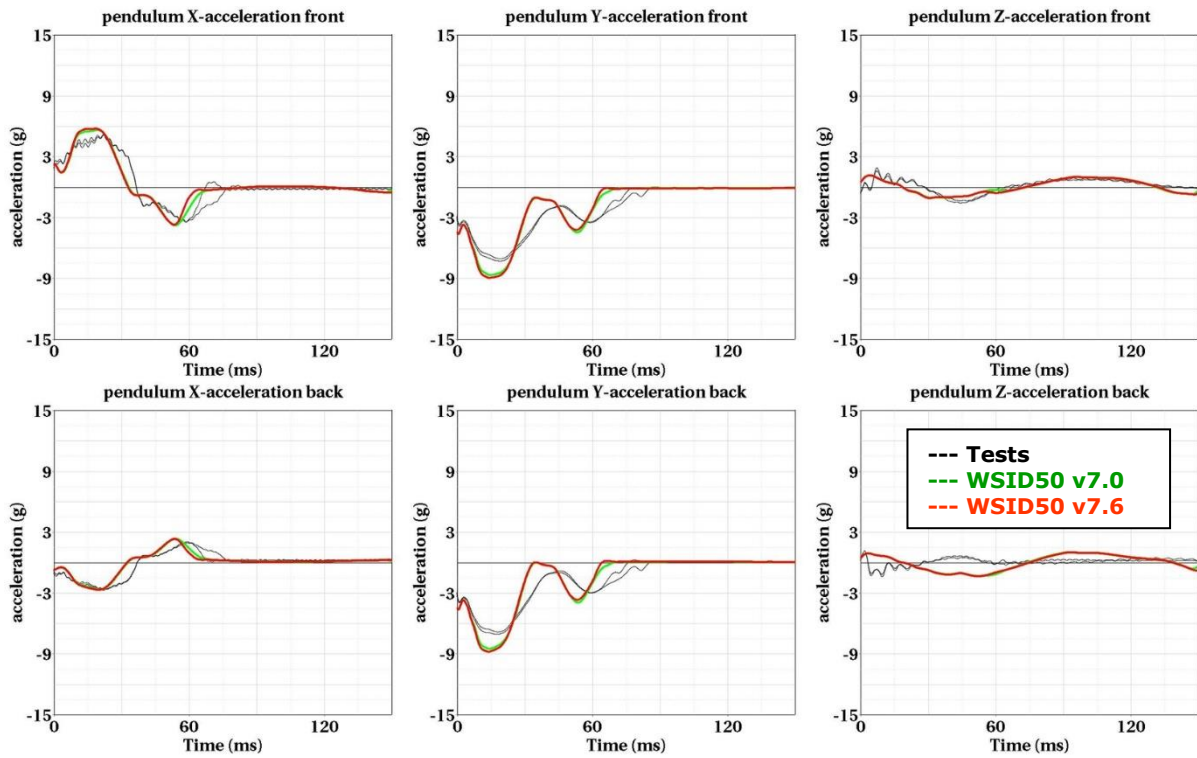 pendulum X-acceleration front
pendulum Y-acceleration front
pendulum Z-acceleration front
15
9
3
-3
-9
-15
acceleration (g)
0
60
120
Time (ms)
15
9
3
-3
-9
-15
acceleration (g)
0
60
120
Time (ms)
15
9
3
-3
-9
-15
acceleration (g)
0
60
120
Time (ms)
pendulum X-acceleration back
pendulum Y-acceleration back
pendulum Z-acceleration back
15
9
3
-3
-9
-15
acceleration (g)
0
60
120
Time (ms)
15
9
3
-3
-9
-15
acceleration (g)
0
60
120
Time (ms)
15
9
3
-3
-9
-15
acceleration (g)
0
60
120
Time (ms)
--- Tests
--- WSID50 v7.0
--- WSID50 v7.6